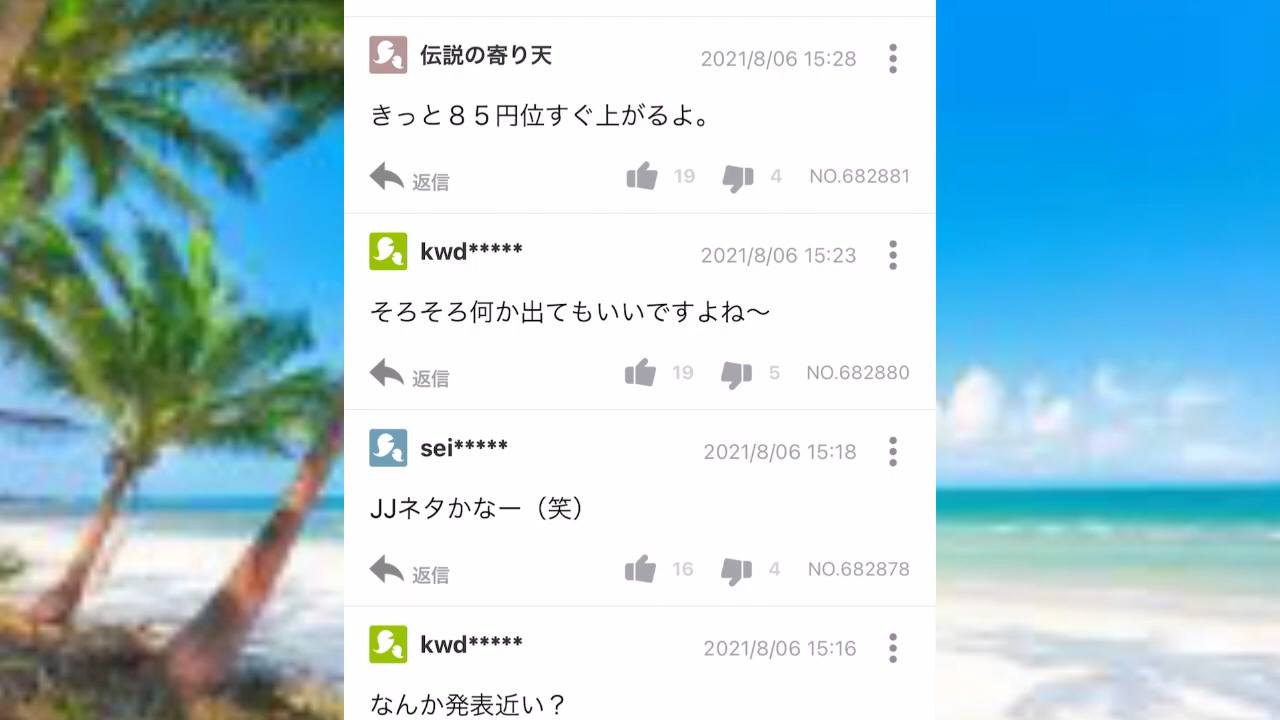 伝説の寄り天 2021/8/06 15:28
きっと８５円位すぐ上がるよ。
返信 19 4 NO.682881
kwd***** 2021/8/06 15:23
そろそろ何か出てもいいですよね〜
返信 19 5 NO.682880
sei***** 2021/8/06 15:18
JJネタかなー（笑）
返信 16 4 NO.682878
kwd***** 2021/8/06 15:16
なんか発表近い？